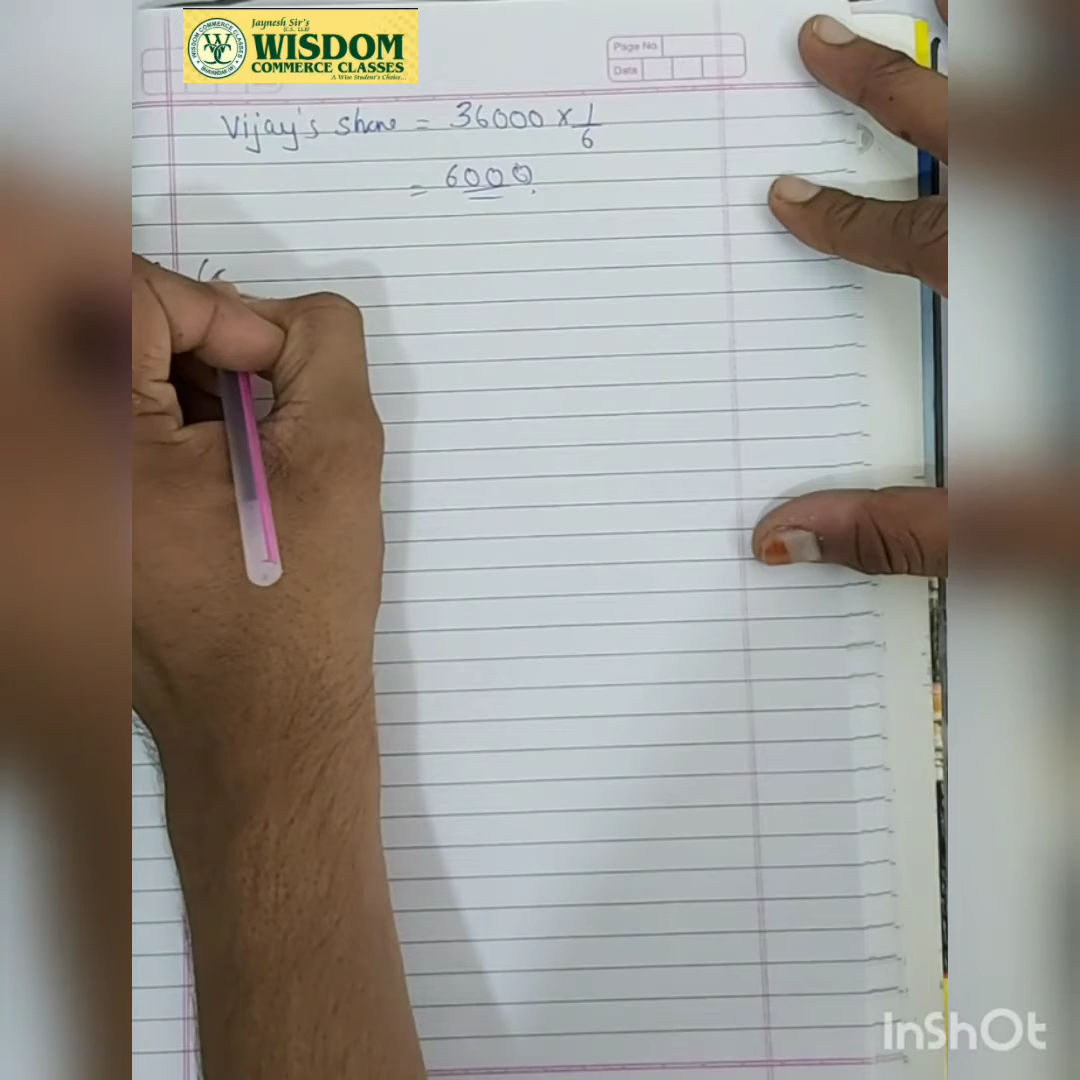 Jaynesh Sir's
WISDOM
COMMERCE CLASSES
A Wise Student's Choice...
Page No.
Date
Vijay's share = 36000 × 1/6
= 6000
InShOt